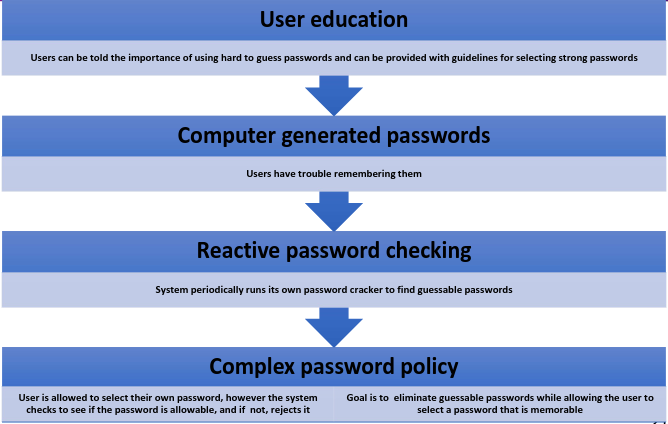 User education
Users can be told the importance of using hard to guess passwords and can be provided with guidelines for selecting strong passwords
Computer generated passwords
Users have trouble remembering them
Reactive password checking
System periodically runs its own password cracker to find guessable passwords
Complex password policy
User is allowed to select their own password, however the system
checks to see if the password is allowable, and if not, rejects it
Goal is to eliminate guessable passwords while allowing the user to
select a password that is memorable